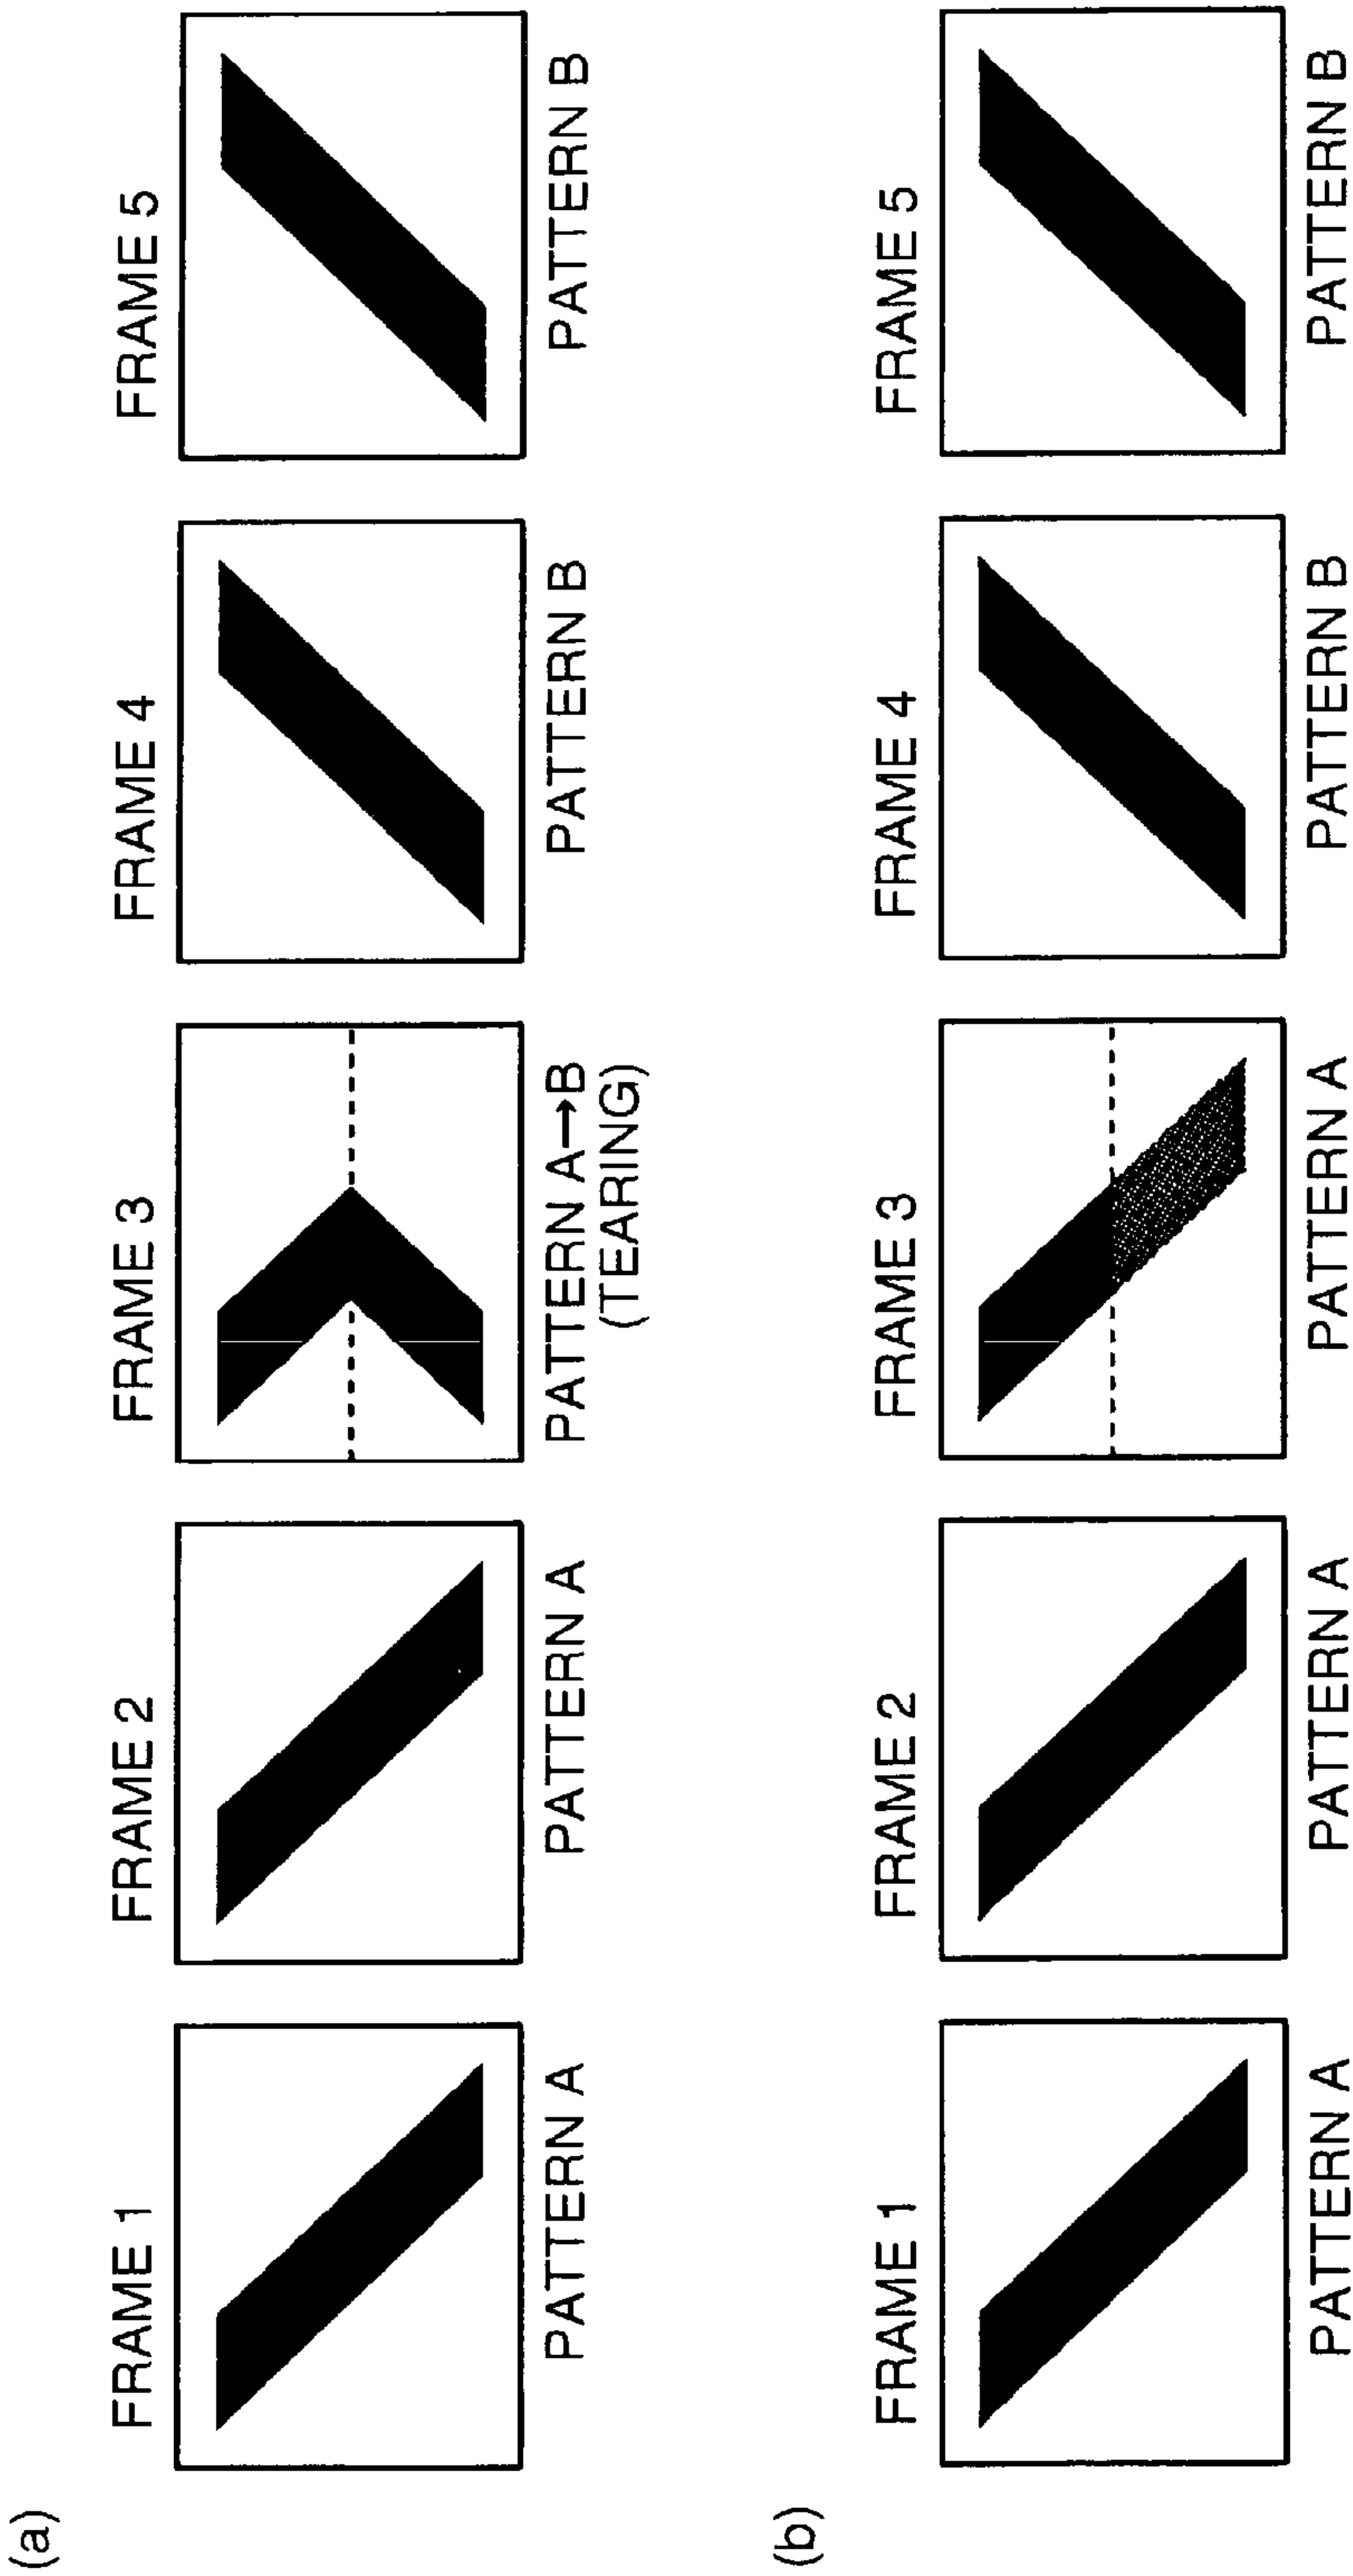 (a)
FRAME 1
FRAME 2
FRAME 3
FRAME 4
FRAME 5
PATTERN A
PATTERN A
PATTERN A→B
(TEARING)
PATTERN B
PATTERN B
(b)
FRAME 1
FRAME 2
FRAME 3
FRAME 4
FRAME 5
PATTERN A
PATTERN A
PATTERN A
PATTERN B
PATTERN B